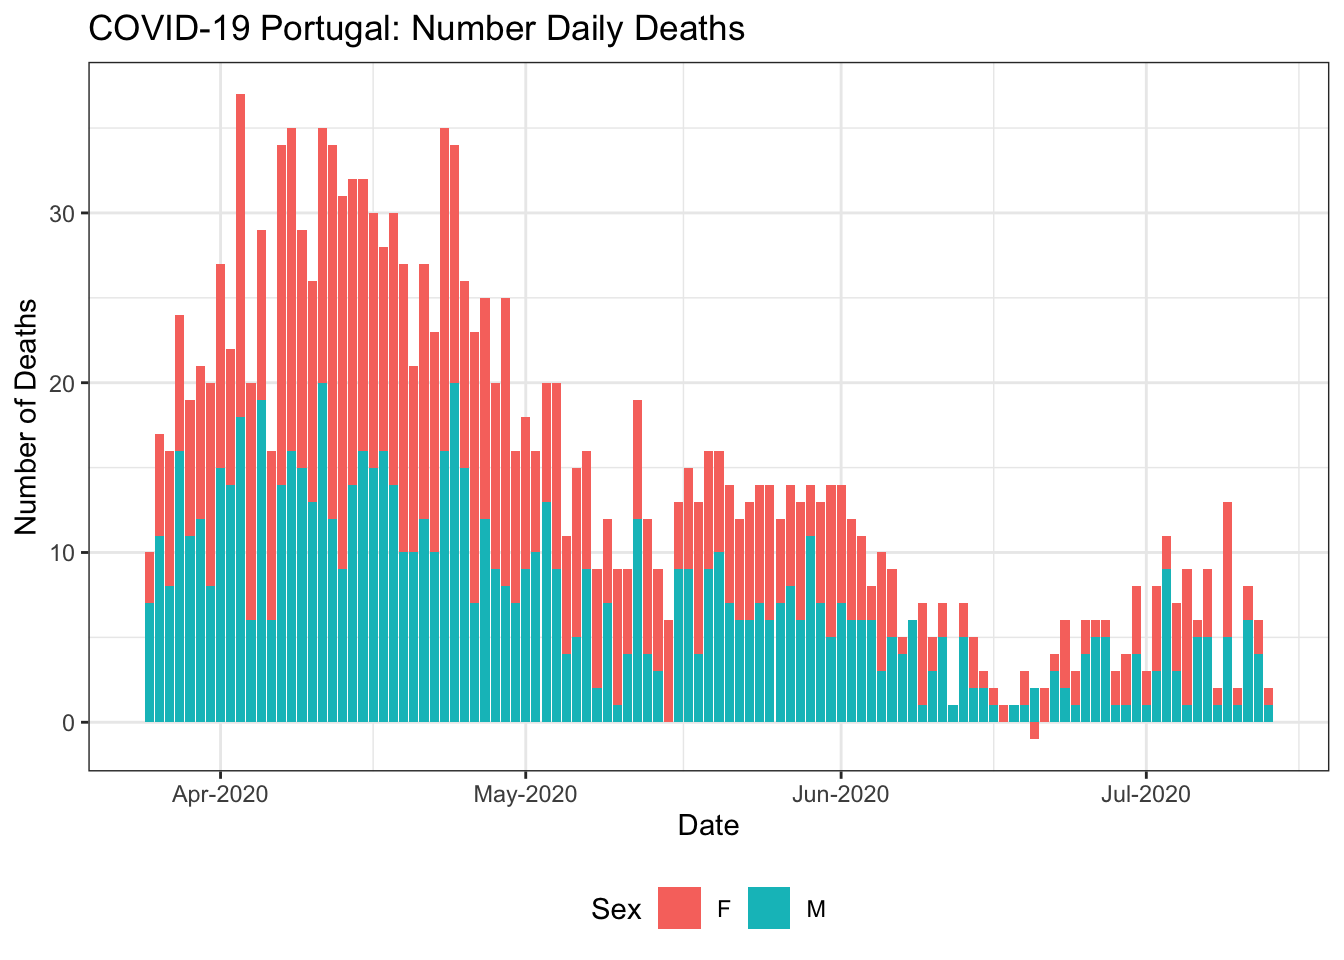 COVID-19 Portugal: Number Daily Deaths
Number of Deaths
30
20
10
0
Apr-2020 May-2020 Jun-2020 Jul-2020
Date
Sex F M